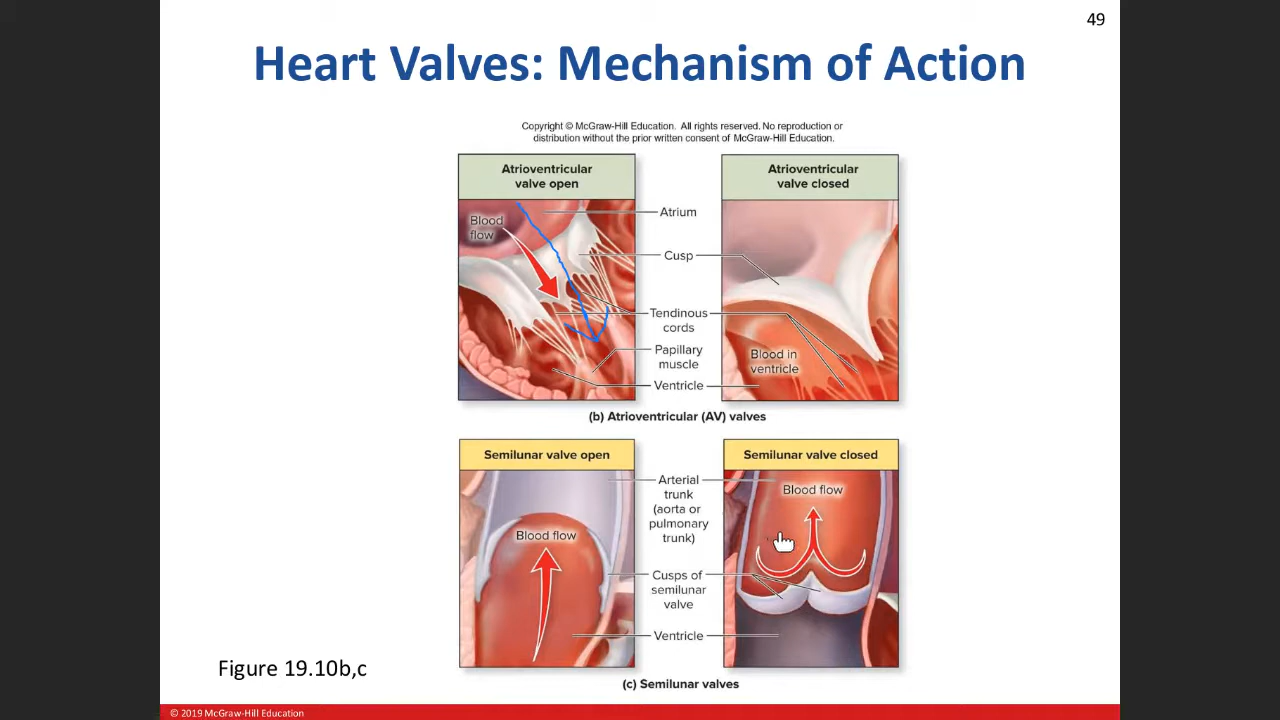 49
Heart Valves: Mechanism of Action
Copyright © McGraw-Hill Education. All rights reserved. No reproduction or
distribution without the prior written consent of McGraw-Hill Education.
Atrioventricular
valve open
Atrioventricular
valve closed
Blood
flow
Atrium
Cusp
Tendinous
cords
Papillary
muscle
Ventricle
Blood in
ventricle
(b) Atrioventricular (AV) valves
Semilunar valve open
Semilunar valve closed
Blood flow
Arterial
trunk
(aorta or
pulmonary
trunk)
Cusps of
semilunar
valve
Ventricle
Blood flow
(c) Semilunar valves
Figure 19.10b,c
© 2019 McGraw-Hill Education